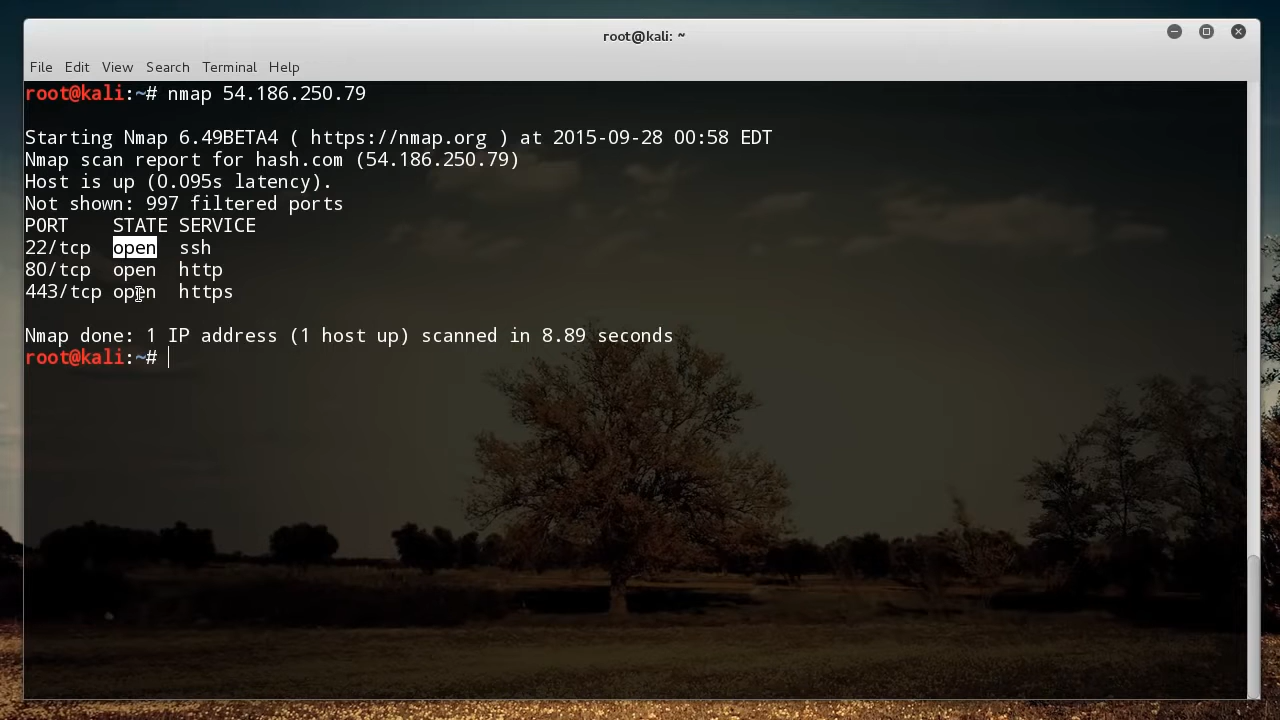 root@kali: ~
File Edit View Search Terminal Help
root@kali:~# nmap 54.186.250.79
Starting Nmap 6.49BETA4 ( https://nmap.org ) at 2015-09-28 00:58 EDT
Nmap scan report for hash.com (54.186.250.79)
Host is up (0.095s latency).
Not shown: 997 filtered ports
PORT STATE SERVICE
22/tcp open ssh
80/tcp open http
443/tcp open https
Nmap done: 1 IP address (1 host up) scanned in 8.89 seconds
root@kali:~#